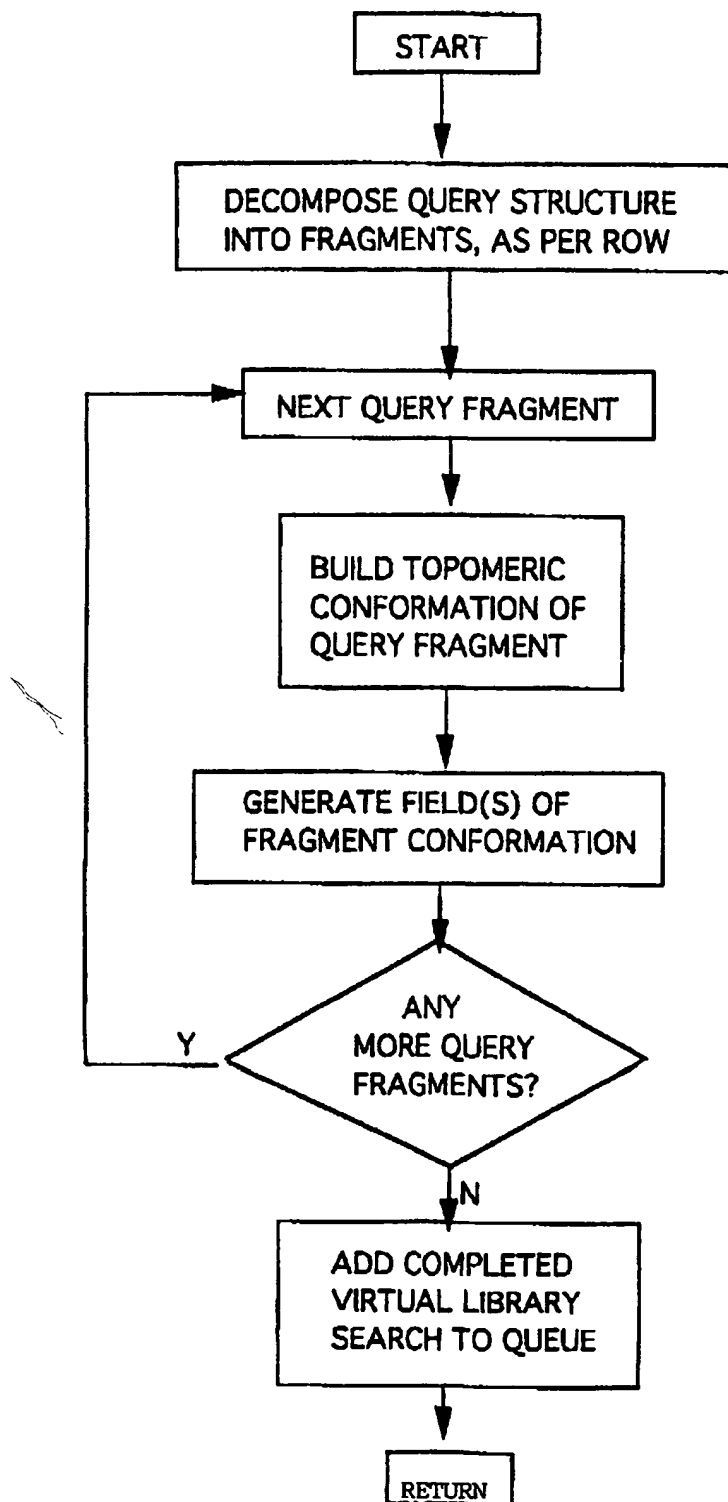 START
DECOMPOSE QUERY STRUCTURE
INTO FRAGMENTS, AS PER ROW
NEXT QUERY FRAGMENT
BUILD TOPOMERIC
CONFORMATION OF
QUERY FRAGMENT
GENERATE FIELD(S) OF
FRAGMENT CONFORMATION
ANY
MORE QUERY
FRAGMENTS?
Y
N
ADD COMPLETED
VIRTUAL LIBRARY
SEARCH TO QUEUE
RETURN